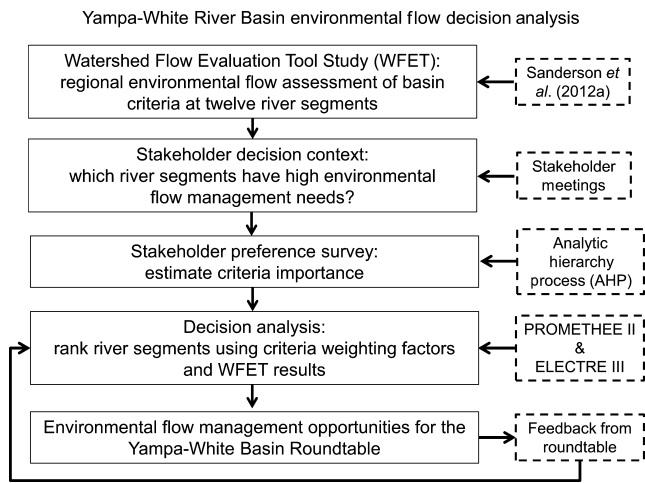 Yampa-White River Basin environmental flow decision analysis
Watershed Flow Evaluation Tool Study (WFET):
regional environmental flow assessment of basin
criteria at twelve river segments
Sanderson et
al. (2012a)
Stakeholder decision context:
which river segments have high environmental
flow management needs?
Stakeholder
meetings
Stakeholder preference survey:
estimate criteria importance
Analytic
hierarchy
process (AHP)
Decision analysis:
rank river segments using criteria weighting factors
and WFET results
PROMETHEE II
&
ELECTRE III
Environmental flow management opportunities for the
Yampa-White Basin Roundtable
Feedback from
roundtable